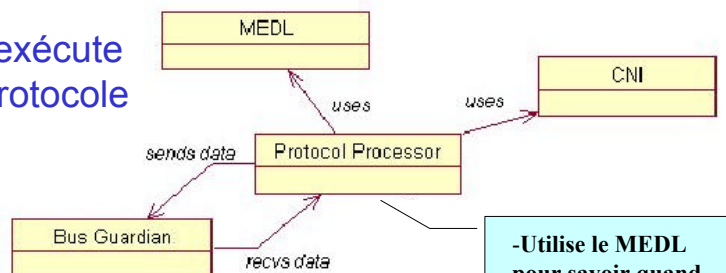 exécute
rotocole
MEDL
CNI
uses
uses
Protocol Processor
sends data
Bus Guardian
recvs data
-Utilise le MEDL
pour savoir quand